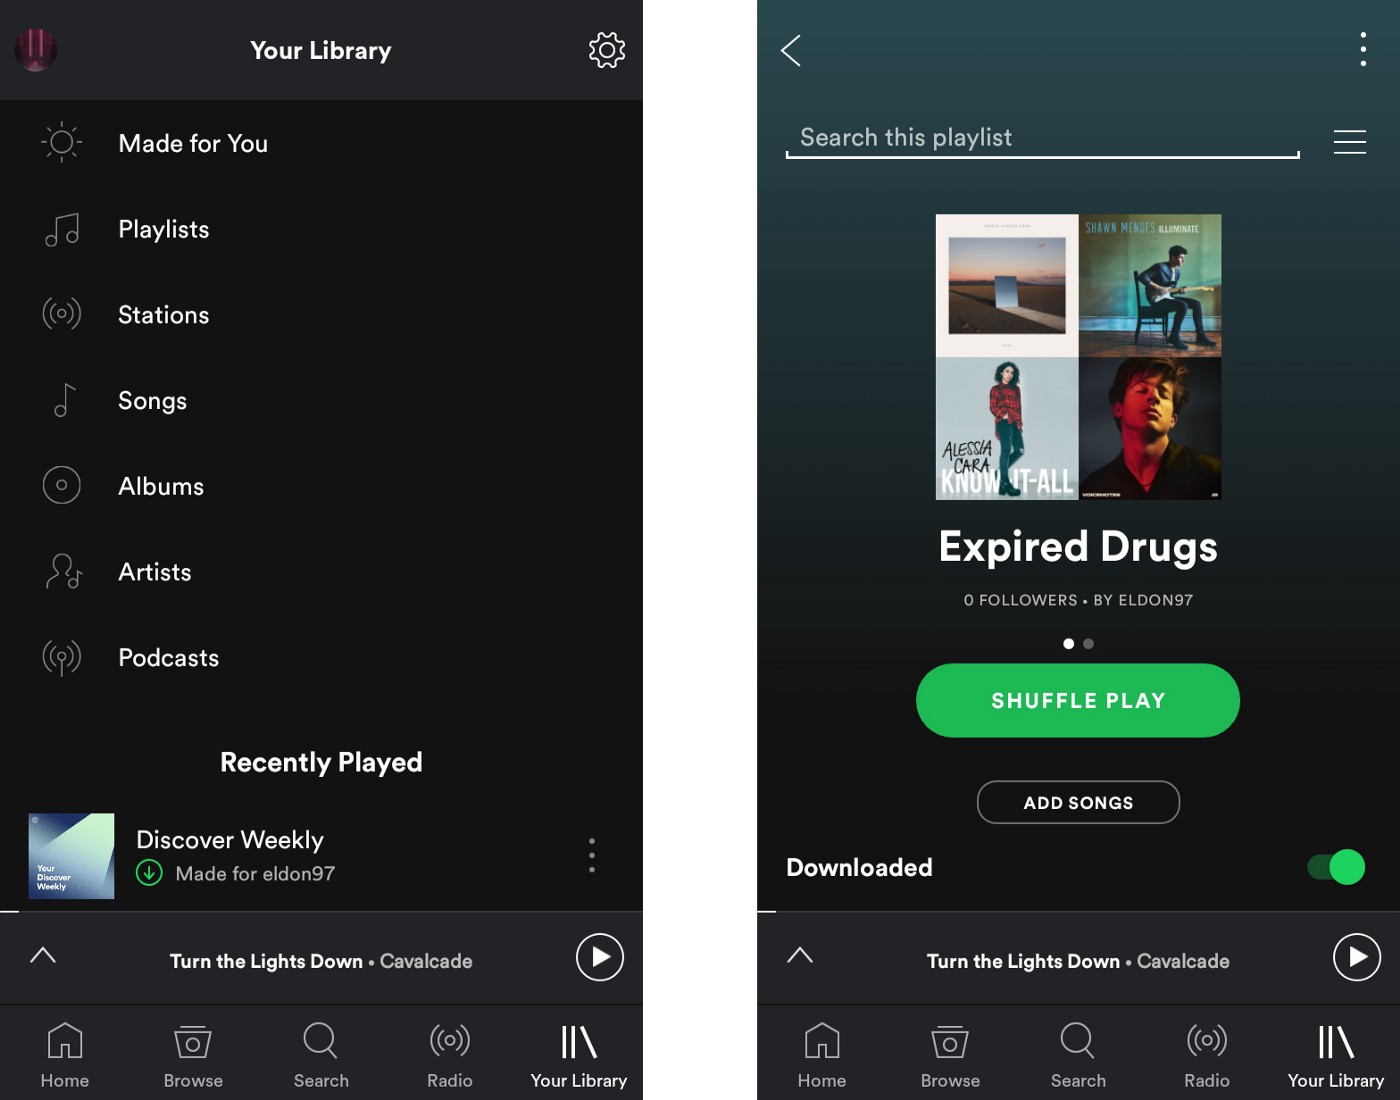 Your Library
Made for You
Playlists
Stations
Songs
Albums
Artists
Podcasts
Recently Played
Your
Discover
Weekly
Discover Weekly
Made for eldon97
Turn the Lights Down • Cavalcade
Home
Browse
Search
Radio
Your Library
Search this playlist
SHAWN MENDES ILLUMINATE
ALESSIA
CARA
KNOW-IT-ALL
VOICENOTES
Expired Drugs
0 FOLLOWERS • BY ELDON97
SHUFFLE PLAY
ADD SONGS
Downloaded
Turn the Lights Down • Cavalcade
Home
Browse
Search
Radio
Your Library